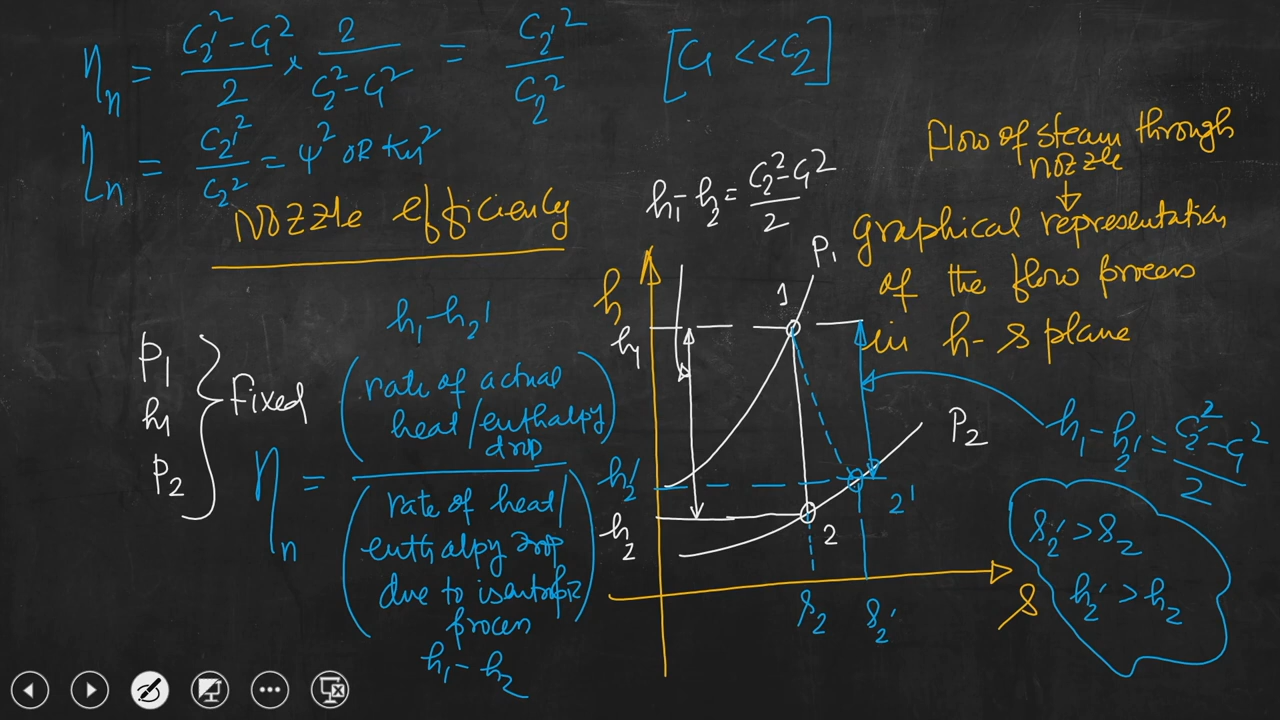 ηₙ = (C₂'² – C₁²)/2 × 2/(C₂² – C₁²) = C₂'²/C₂² [C₁ << C₂]
ηₙ = C₂'²/C₂² = ψ² OR KN²
Nozzle efficiency
Flow of steam through
nozzle
↓
graphical representation
of the flow process
in h-s plane
h₁ – h₂ = (C₂² – C₁²)/2
P₁
h
1
h₁
h₂'
h₂
2
2'
P₂
s₂
s₂'
s
h₁ – h₂' = (C₂'² – C₁²)/2
s₂' > s₂
h₂' > h₂
P₁
h₁
P₂
} fixed
h₁ – h₂'
ηₙ =
(rate of actual
heat/enthalpy
drop)
(rate of heat/
enthalpy drop
due to isentropic
process)
h₁ – h₂